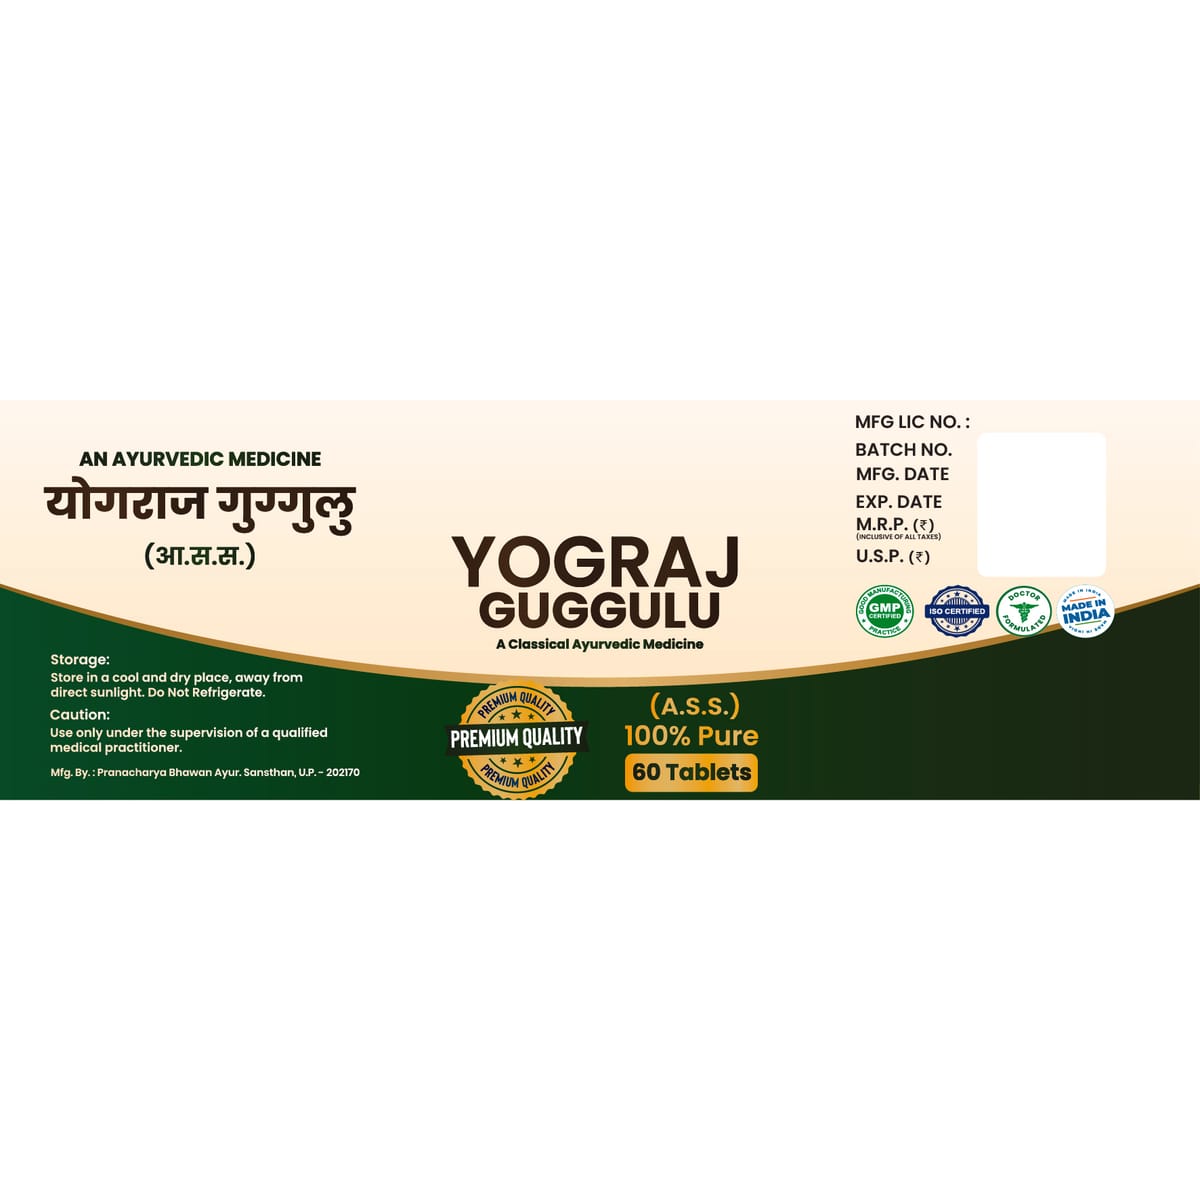 AN AYURVEDIC MEDICINE
योगराज गुग्गुलु
(आ.स.स.)
Storage:
Store in a cool and dry place, away from
direct sunlight. Do Not Refrigerate.
Caution:
Use only under the supervision of a qualified
medical practitioner.
Mfg. By. : Pranacharya Bhawan Ayur. Sansthan, U.P. - 202170
YOGRAJ
GUGGULU
A Classical Ayurvedic Medicine
PREMIUM QUALITY
PREMIUM QUALITY
PREMIUM QUALITY
(A.S.S.)
100% Pure
60 Tablets
MFG LIC NO. :
BATCH NO.
MFG. DATE
EXP. DATE
M.R.P. (₹)
(INCLUSIVE OF ALL TAXES)
U.S.P. (₹)
GOOD MANUFACTURING
GMP
CERTIFIED
PRACTICE
ISO CERTIFIED
DOCTOR
FORMULATED
MADE IN INDIA
MADE IN
INDIA